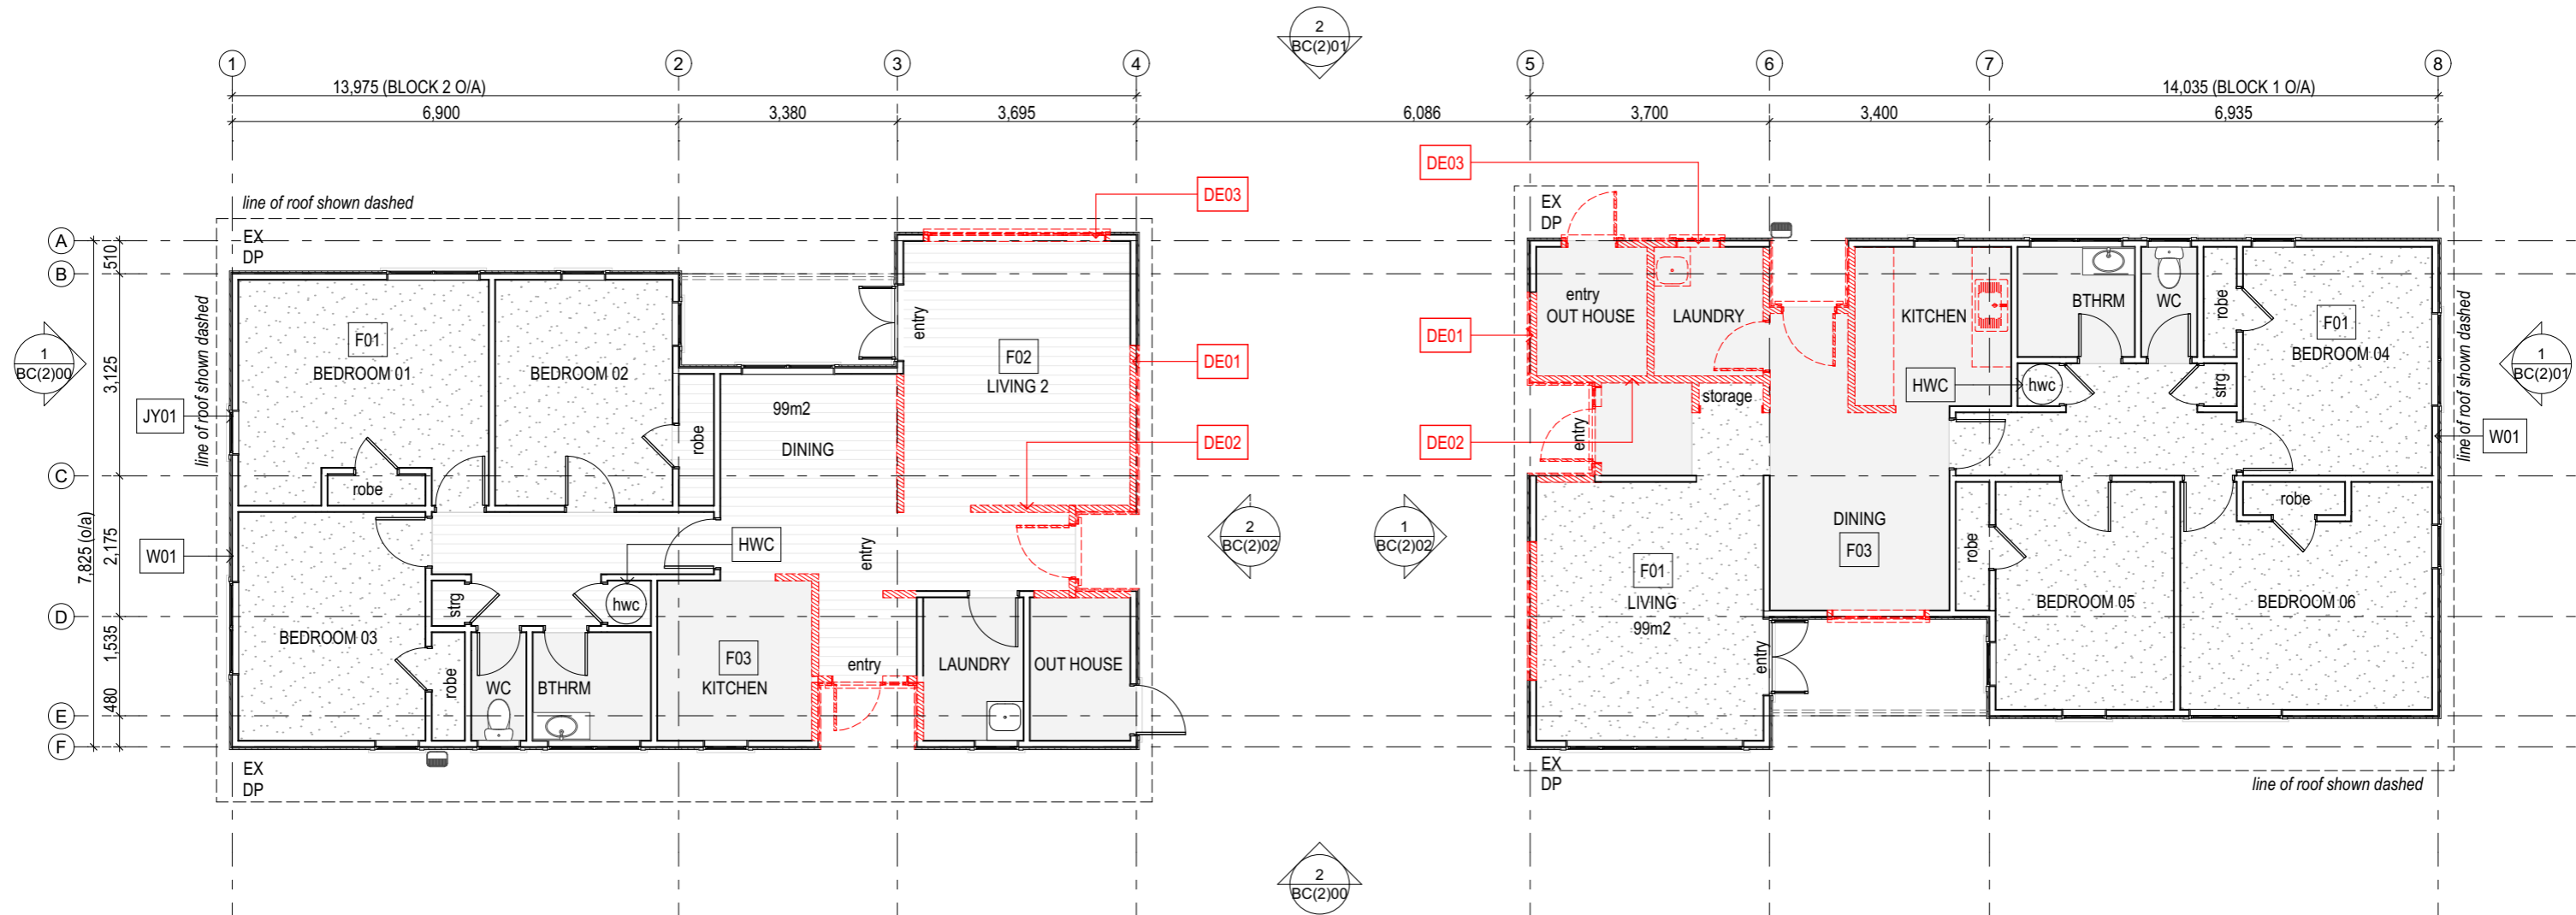 2
BC(2)01
1
2
3
4
5
6
7
8
13,975 (BLOCK 2 O/A)
14,035 (BLOCK 1 O/A)
6,900
3,380
3,695
6,086
3,700
3,400
6,935
DE03
DE03
line of roof shown dashed
EX
DP
EX
DP
A
B
C
D
E
F
510
3,125
2,175
1,535
480
7,825 (o/a)
1
BC(2)00
JY01
W01
line of roof shown dashed
F01
BEDROOM 01
BEDROOM 02
robe
robe
99m2
DINING
entry
F02
LIVING 2
DE01
DE02
HWC
entry
BEDROOM 03
strg
hwc
robe
WC
BTHRM
F03
KITCHEN
entry
LAUNDRY
OUT HOUSE
EX
DP
2
BC(2)02
1
BC(2)02
DE01
DE02
entry
OUT HOUSE
LAUNDRY
KITCHEN
BTHRM
WC
robe
F01
BEDROOM 04
HWC
hwc
strg
storage
entry
line of roof shown dashed
1
BC(2)01
W01
DINING
F03
robe
robe
F01
LIVING
99m2
BEDROOM 05
BEDROOM 06
entry
EX
DP
line of roof shown dashed
2
BC(2)00